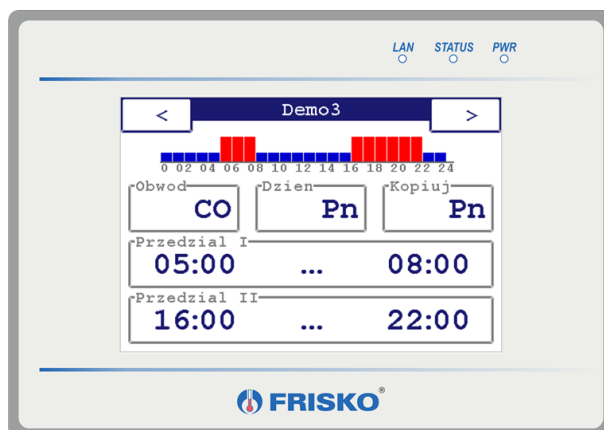 LAN STATUS PWR
< Demo3 >
0 02 04 06 08 10 12 14 16 18 20 22 24
Obwod Dzien Kopiuj
CO Pn Pn
Przedzial I
05:00 ... 08:00
Przedzial II
16:00 ... 22:00
FRISKO®